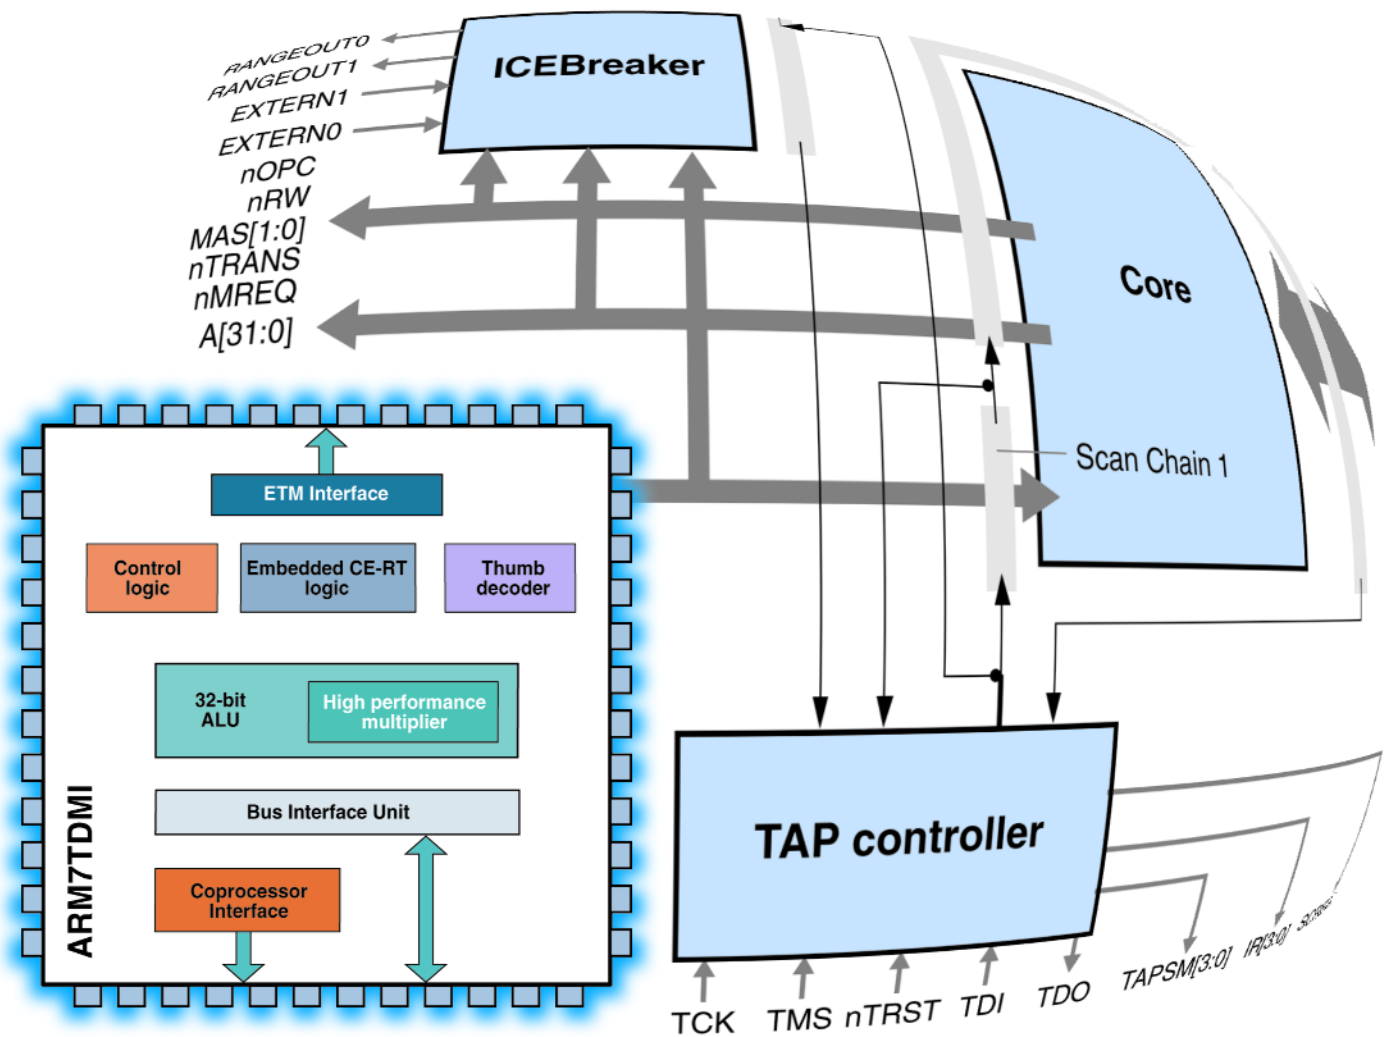 RANGEOUT0
RANGEOUT1
EXTERN1
EXTERN0
nOPC
nRW
MAS[1:0]
nTRANS
nMREQ
A[31:0]
ICEBreaker
Core
Scan Chain 1
ETM Interface
Control
logic
Embedded CE-RT
logic
Thumb
decoder
32-bit
ALU
High performance
multiplier
Bus Interface Unit
Coprocessor
Interface
ARM7TDMI
TAP controller
TCK
TMS
nTRST
TDI
TDO
TAPSM[3:0]
IR[3:0]